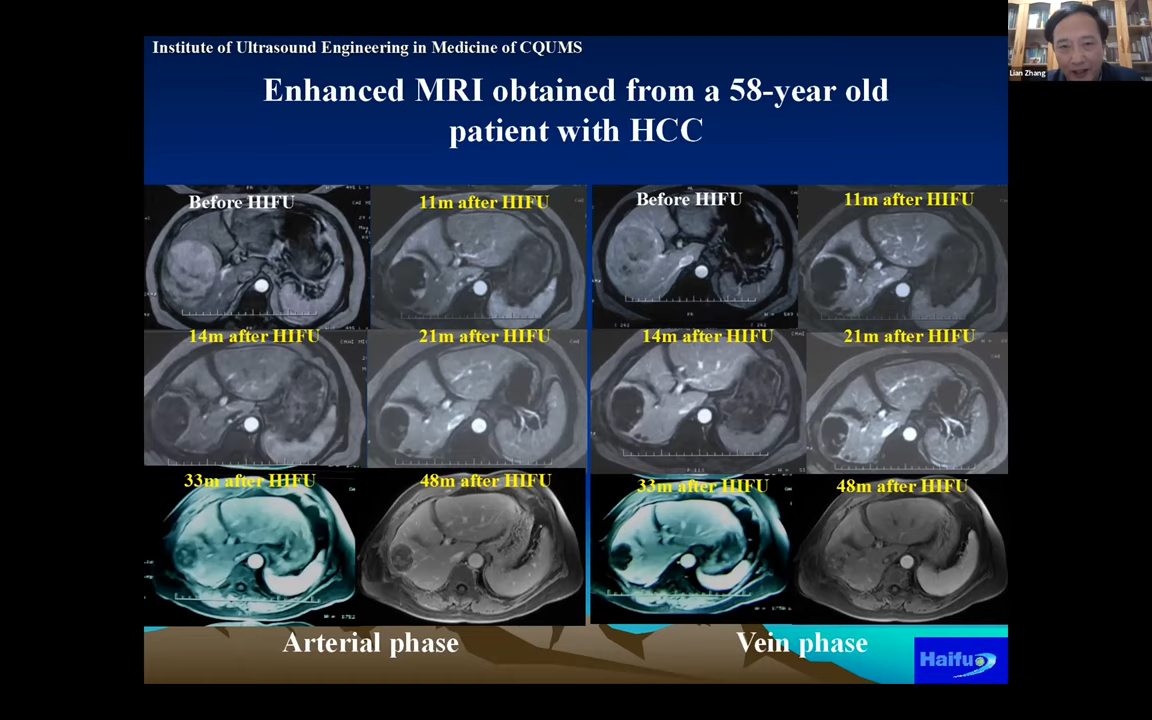 Institute of Ultrasound Engineering in Medicine of CQUMS
Lian Zhang
Enhanced MRI obtained from a 58-year old
patient with HCC
Before HIFU
11m after HIFU
Before HIFU
11m after HIFU
14m after HIFU
21m after HIFU
14m after HIFU
21m after HIFU
33m after HIFU
48m after HIFU
33m after HIFU
48m after HIFU
Arterial phase
Vein phase
Haifu